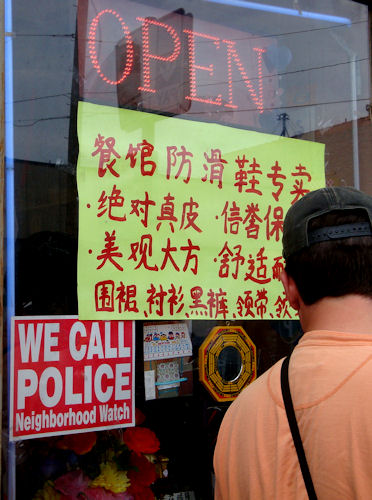 OPEN
餐馆防滑鞋专卖
·绝对真皮 ·信誉保
·美观大方 ·舒适耐
围裙,衬衫,黑裤,领带,领
WE CALL
POLICE
Neighborhood Watch